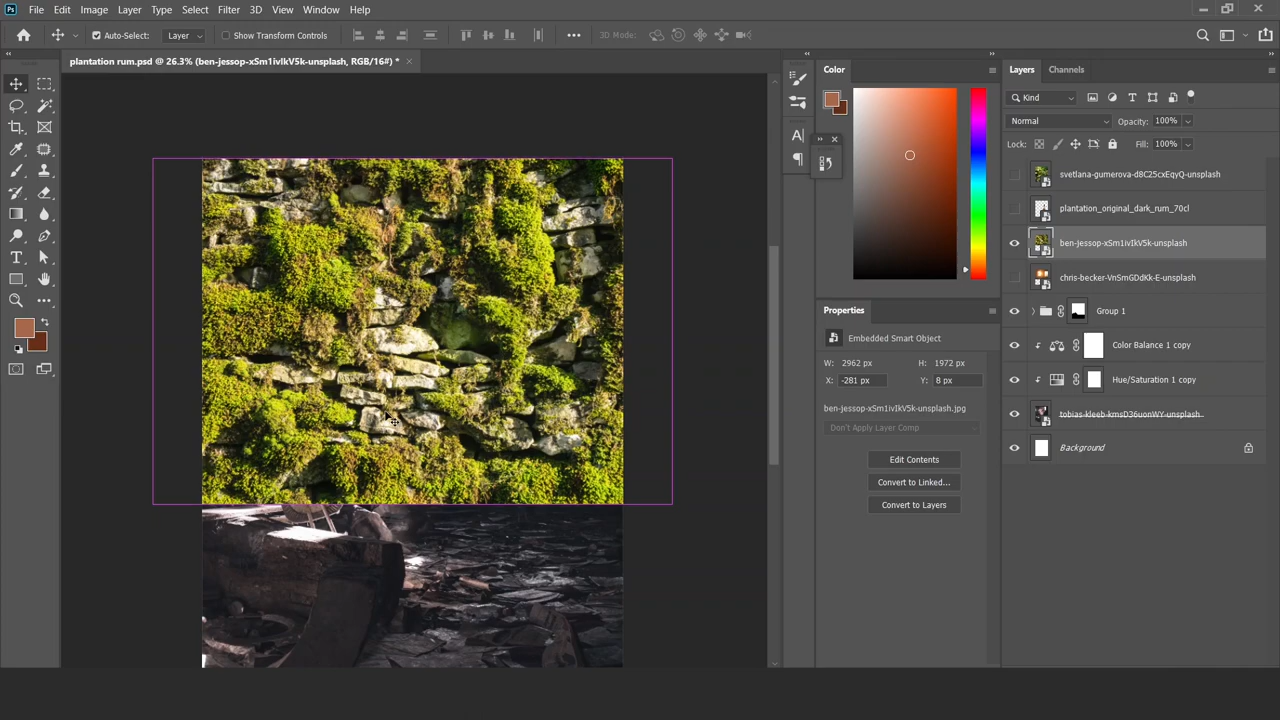 Ps File Edit Image Layer Type Select Filter 3D View Window Help
Auto-Select: Layer Show Transform Controls 3D Mode:
plantation rum.psd @ 26.3% (ben-jessop-xSm1ivIkV5k-unsplash, RGB/16#) *
Color
Layers Channels
Kind
Normal Opacity: 100%
Lock: Fill: 100%
svetlana-gumerova-d8C25cxEqyQ-unsplash
plantation_original_dark_rum_70cl
ben-jessop-xSm1ivIkV5k-unsplash
chris-becker-VnSmGDdKk-E-unsplash
Group 1
Color Balance 1 copy
Hue/Saturation 1 copy
tobias-kleeb-kmsD36uonWY-unsplash
Background
Properties
Embedded Smart Object
W: 2962 px H: 1972 px
X: -281 px Y: 8 px
ben-jessop-xSm1ivIkV5k-unsplash.jpg
Don't Apply Layer Comp
Edit Contents
Convert to Linked...
Convert to Layers